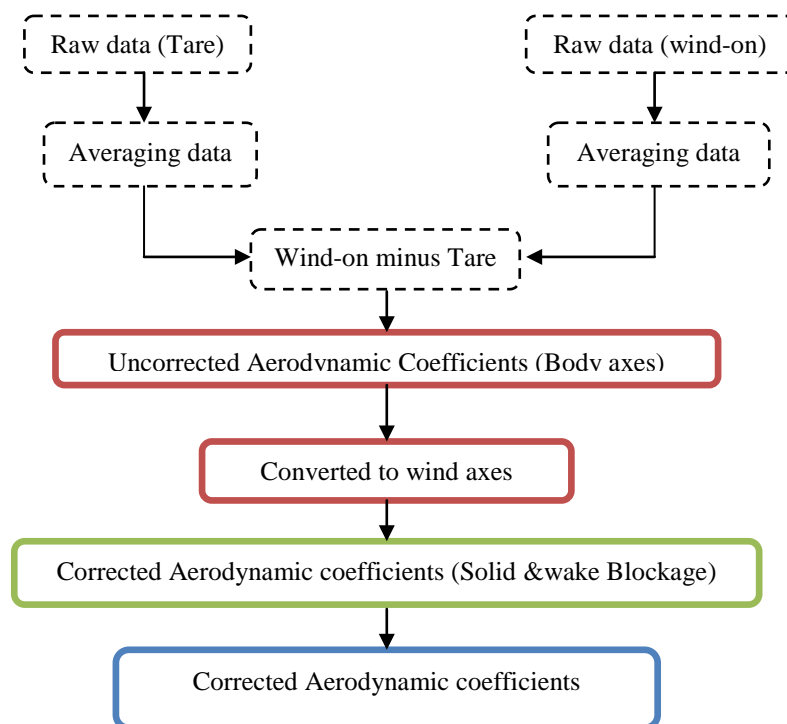 Raw data (Tare)
Raw data (wind-on)
Averaging data
Averaging data
Wind-on minus Tare
Uncorrected Aerodynamic Coefficients (Body axes)
Converted to wind axes
Corrected Aerodynamic coefficients (Solid &wake Blockage)
Corrected Aerodynamic coefficients